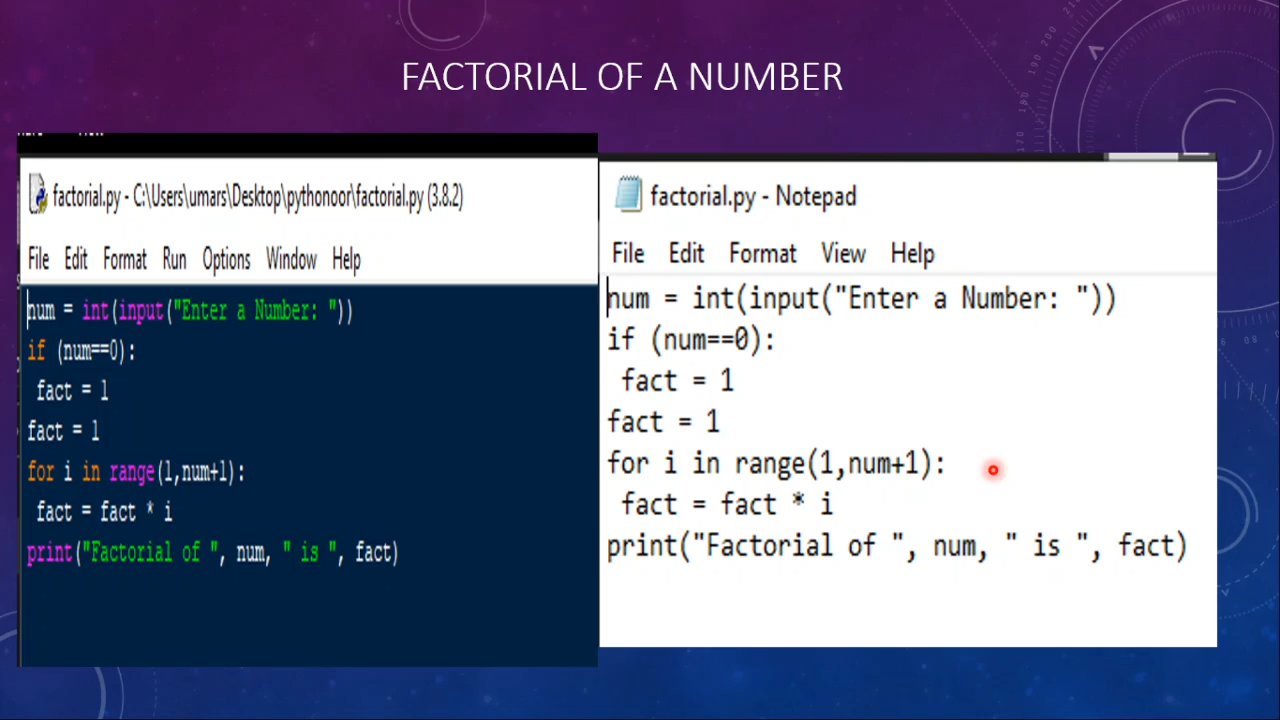 FACTORIAL OF A NUMBER
factorial.py - C:\Users\umars\Desktop\pythonoor\factorial.py (3.8.2)
File Edit Format Run Options Window Help
num = int(input("Enter a Number: "))
if (num==0):
 fact = 1
fact = 1
for i in range(1,num+1):
 fact = fact * i
print("Factorial of ", num, " is ", fact)
factorial.py - Notepad
File Edit Format View Help
num = int(input("Enter a Number: "))
if (num==0):
 fact = 1
fact = 1
for i in range(1,num+1):
 fact = fact * i
print("Factorial of ", num, " is ", fact)